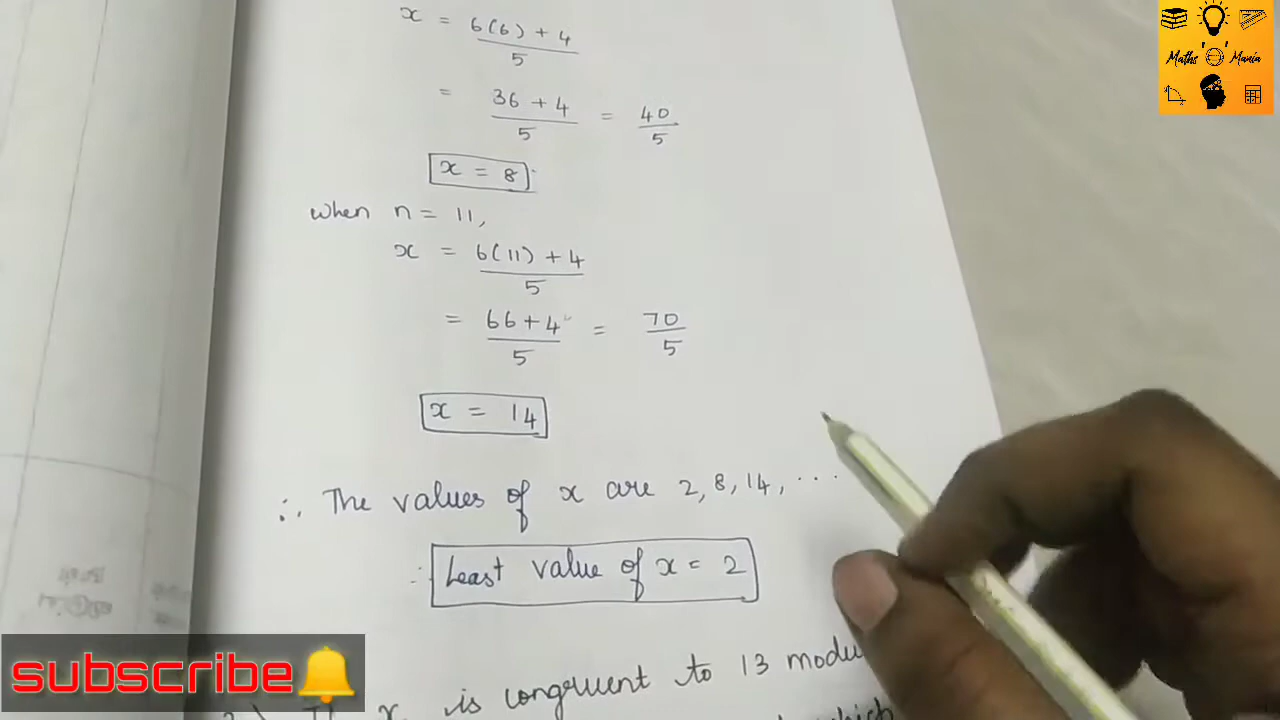 x = 6(6) + 4 / 5
= 36 + 4 / 5 = 40 / 5
x = 8
when n = 11,
x = 6(11) + 4 / 5
= 66 + 4 / 5 = 70 / 5
x = 14
∴ The values of x are 2, 8, 14, ...
∴ Least value of x = 2
x is congruent to 13
which
Maths Mania
subscribe